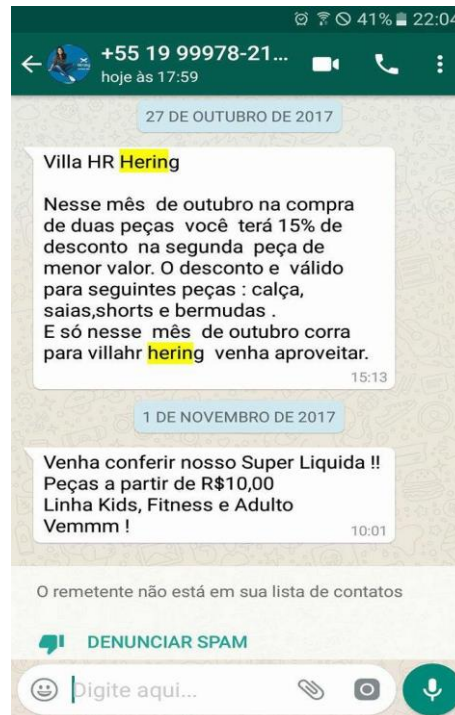 41% 22:04
+55 19 99978-21...
hoje às 17:59
27 DE OUTUBRO DE 2017
Villa HR Hering
Nesse mês de outubro na compra
de duas peças você terá 15% de
desconto na segunda peça de
menor valor. O desconto e válido
para seguintes peças : calça,
saias,shorts e bermudas .
E só nesse mês de outubro corra
para villahr hering venha aproveitar.
15:13
1 DE NOVEMBRO DE 2017
Venha conferir nosso Super Liquida !!
Peças a partir de R$10,00
Linha Kids, Fitness e Adulto
Vemmm !
10:01
O remetente não está em sua lista de contatos
DENUNCIAR SPAM
Digite aqui...